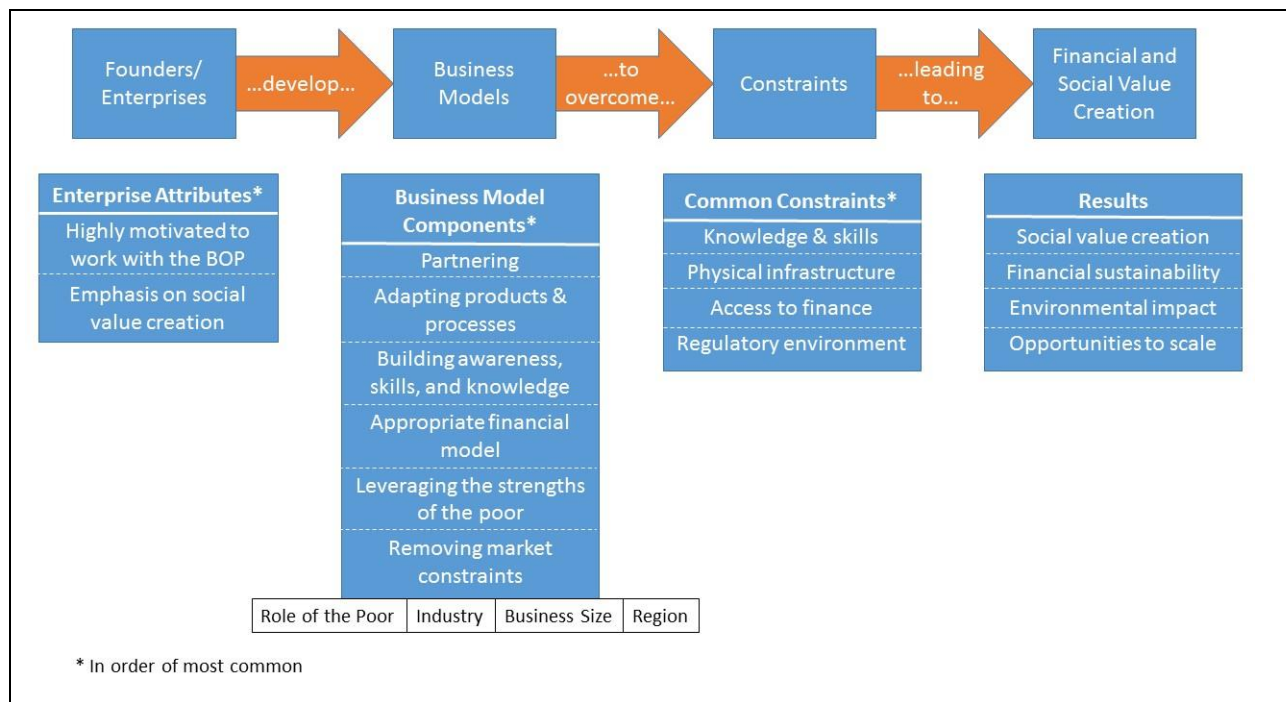 Founders/
Enterprises
...develop...
Business
Models
...to
overcome...
Constraints
...leading
to...
Financial and
Social Value
Creation
Enterprise Attributes*
Highly motivated to
work with the BOP
Emphasis on social
value creation
Business Model
Components*
Partnering
Adapting products &
processes
Building awareness,
skills, and knowledge
Appropriate financial
model
Leveraging the strengths
of the poor
Removing market
constraints
Common Constraints*
Knowledge & skills
Physical infrastructure
Access to finance
Regulatory environment
Results
Social value creation
Financial sustainability
Environmental impact
Opportunities to scale
Role of the Poor
Industry
Business Size
Region
* In order of most common